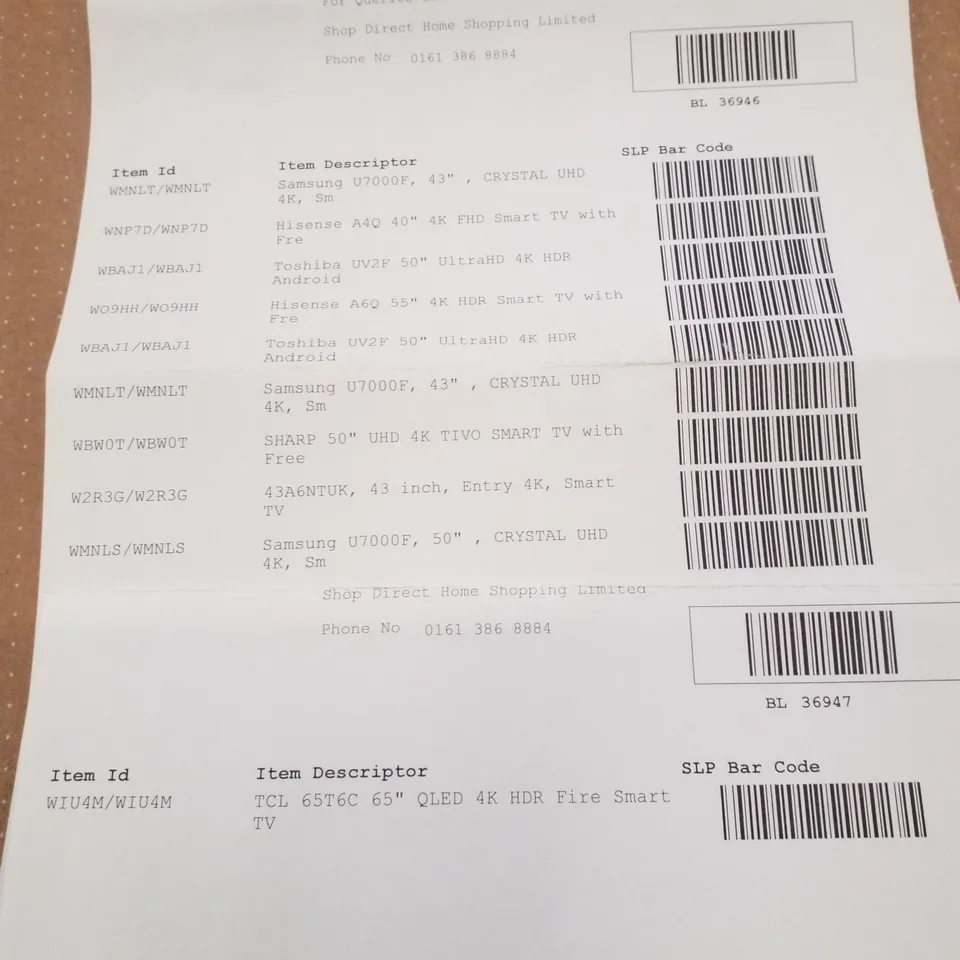 For Queries
Shop Direct Home Shopping Limited
Phone No 0161 386 8884
BL 36946
Item Id Item Descriptor SLP Bar Code
WMNLT/WMNLT Samsung U7000F, 43" , CRYSTAL UHD
4K, Sm
WNP7D/WNP7D Hisense A4Q 40" 4K FHD Smart TV with
Fre
WBAJ1/WBAJ1 Toshiba UV2F 50" UltraHD 4K HDR
Android
WO9HH/WO9HH Hisense A6Q 55" 4K HDR Smart TV with
Fre
WBAJ1/WBAJ1 Toshiba UV2F 50" UltraHD 4K HDR
Android
WMNLT/WMNLT Samsung U7000F, 43" , CRYSTAL UHD
4K, Sm
WBW0T/WBW0T SHARP 50" UHD 4K TIVO SMART TV with
Free
W2R3G/W2R3G 43A6NTUK, 43 inch, Entry 4K, Smart
TV
WMNLS/WMNLS Samsung U7000F, 50" , CRYSTAL UHD
4K, Sm
Shop Direct Home Shopping Limited
Phone No 0161 386 8884
BL 36947
Item Id Item Descriptor SLP Bar Code
WIU4M/WIU4M TCL 65T6C 65" QLED 4K HDR Fire Smart
TV